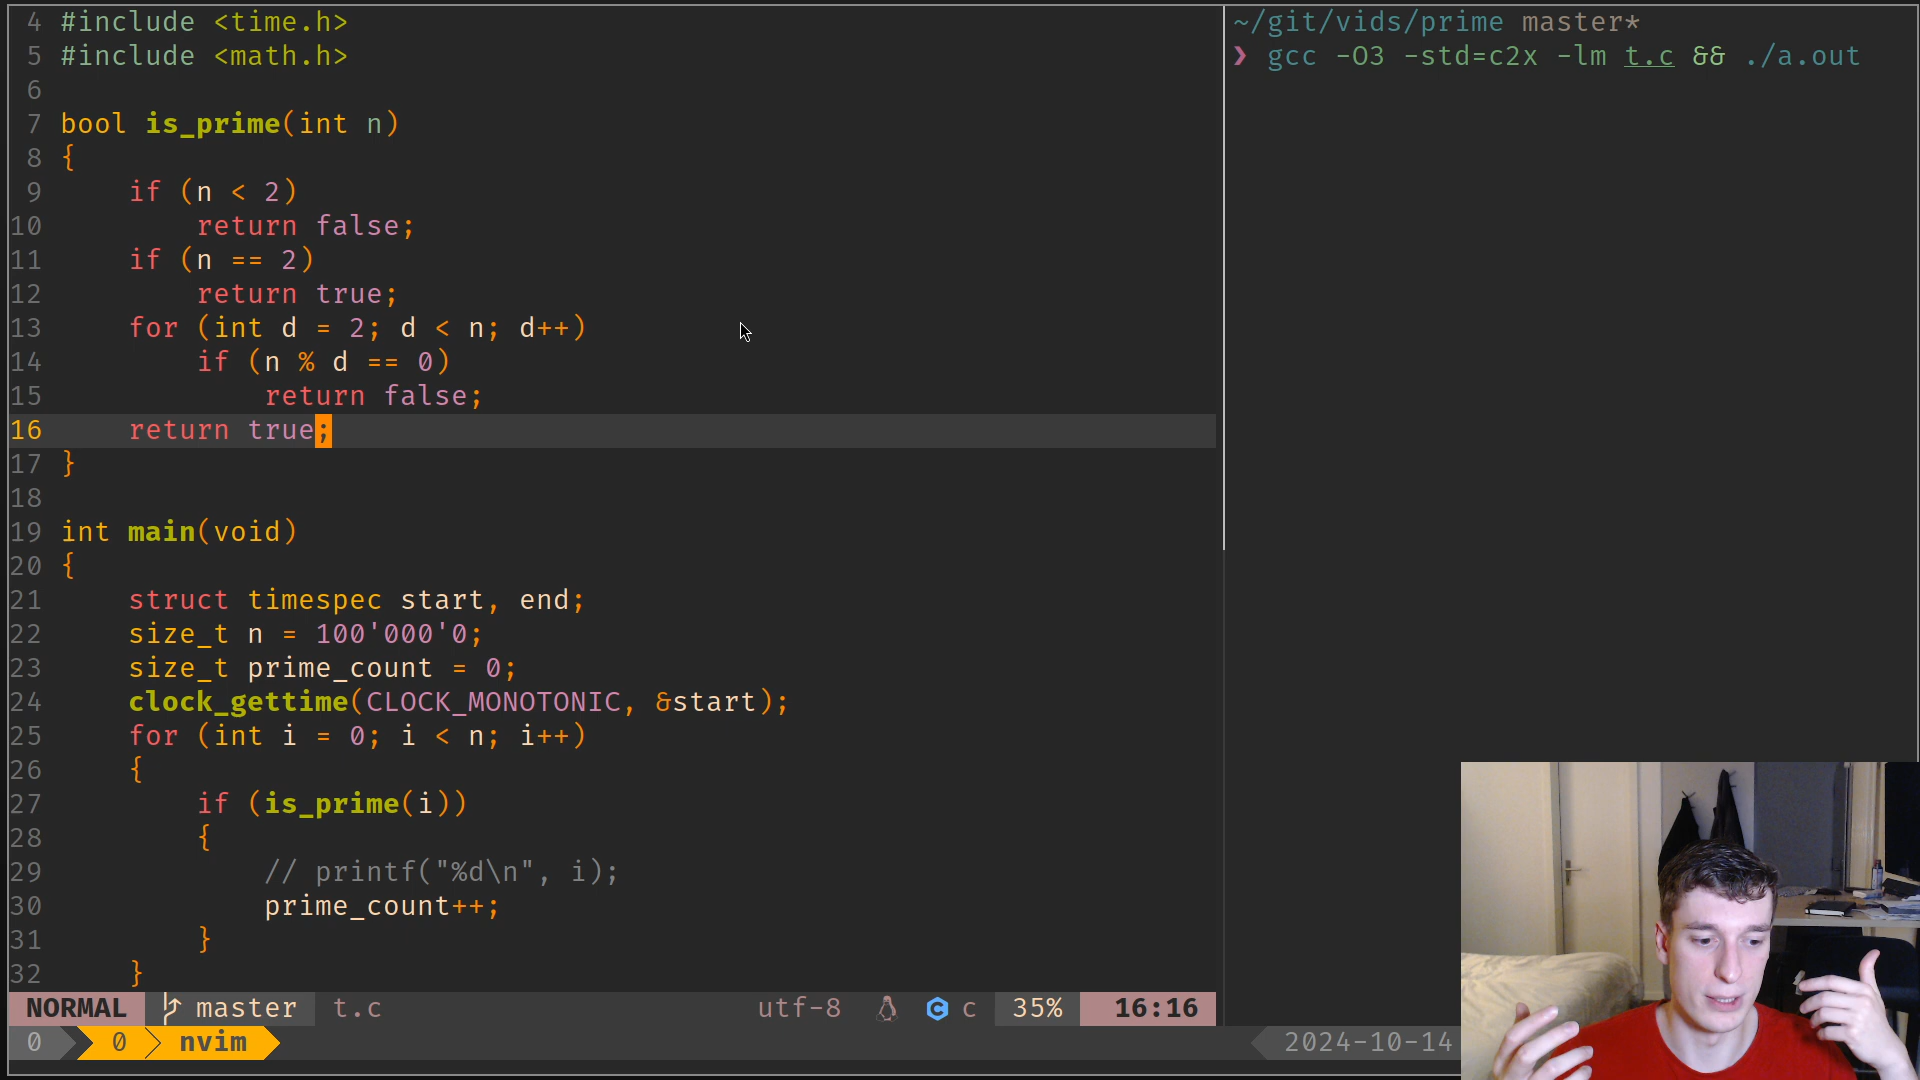 4 #include <time.h>
5 #include <math.h>
6
7 bool is_prime(int n)
8 {
9     if (n < 2)
10         return false;
11     if (n == 2)
12         return true;
13     for (int d = 2; d < n; d++)
14         if (n % d == 0)
15             return false;
16     return true;
17 }
18
19 int main(void)
20 {
21     struct timespec start, end;
22     size_t n = 100'000'0;
23     size_t prime_count = 0;
24     clock_gettime(CLOCK_MONOTONIC, &start);
25     for (int i = 0; i < n; i++)
26     {
27         if (is_prime(i))
28         {
29             // printf("%d\n", i);
30             prime_count++;
31         }
32     }
NORMAL master t.c utf-8 c 35% 16:16
0 0 nvim 2024-10-14
~/git/vids/prime master*
❯ gcc -O3 -std=c2x -lm t.c && ./a.out